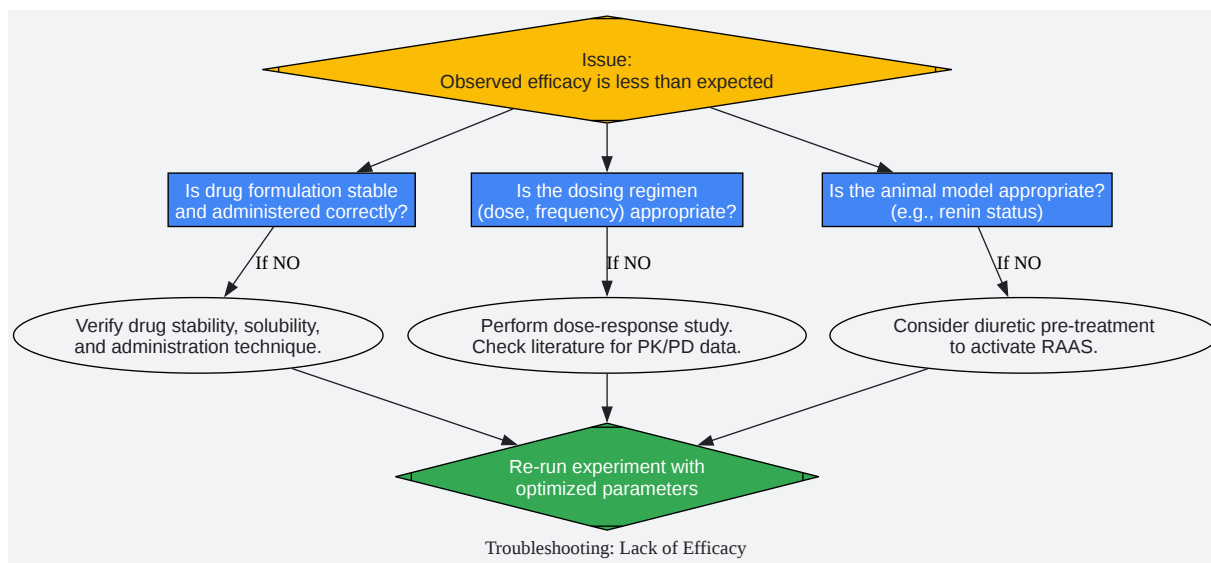 Issue:
Observed efficacy is less than expected
Is drug formulation stable
and administered correctly?
Is the dosing regimen
(dose, frequency) appropriate?
Is the animal model appropriate?
(e.g., renin status)
If NO
If NO
If NO
Verify drug stability, solubility,
and administration technique.
Perform dose-response study.
Check literature for PK/PD data.
Consider diuretic pre-treatment
to activate RAAS.
Re-run experiment with
optimized parameters
Troubleshooting: Lack of Efficacy